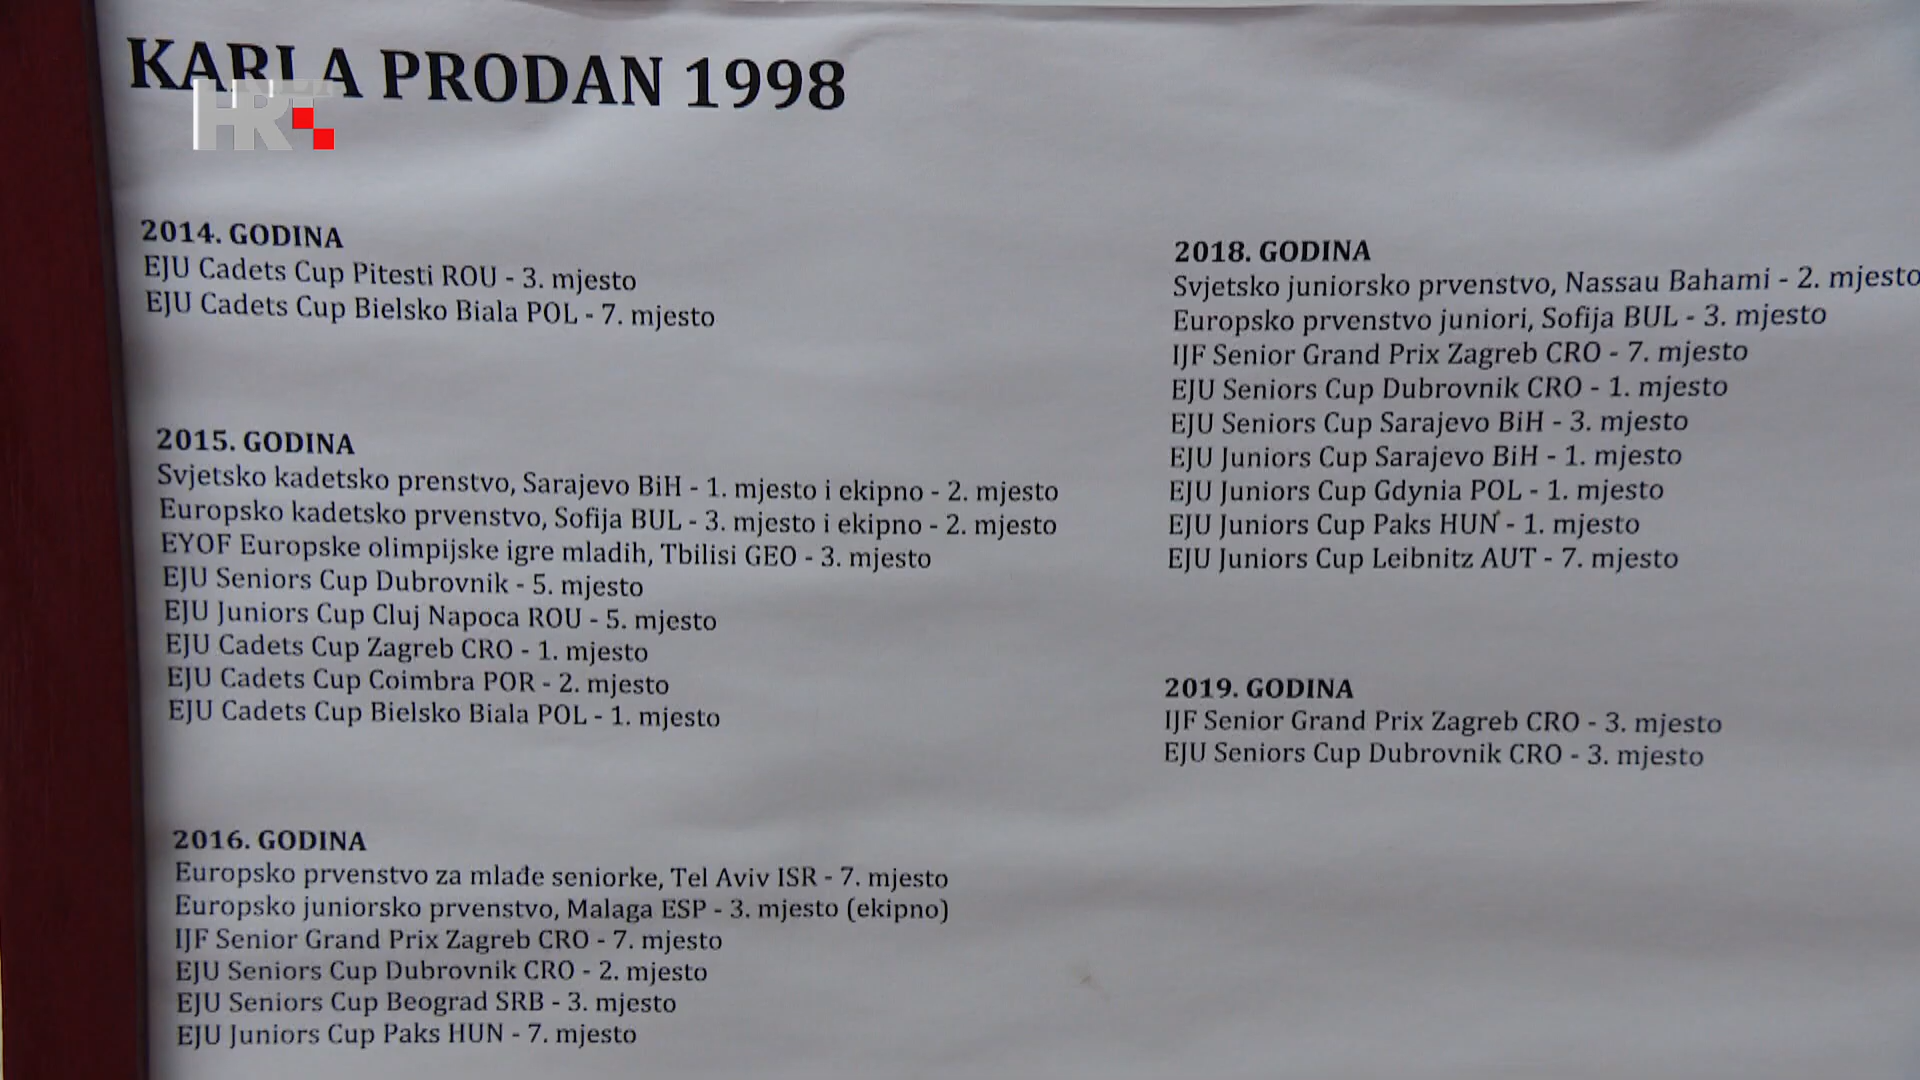 KARLA PRODAN 1998
HRT
2014. GODINA
EJU Cadets Cup Pitesti ROU - 3. mjesto
EJU Cadets Cup Bielsko Biala POL - 7. mjesto
2015. GODINA
Svjetsko kadetsko prenstvo, Sarajevo BiH - 1. mjesto i ekipno - 2. mjesto
Europsko kadetsko prvenstvo, Sofija BUL - 3. mjesto i ekipno - 2. mjesto
EYOF Europske olimpijske igre mladih, Tbilisi GEO - 3. mjesto
EJU Seniors Cup Dubrovnik - 5. mjesto
EJU Juniors Cup Cluj Napoca ROU - 5. mjesto
EJU Cadets Cup Zagreb CRO - 1. mjesto
EJU Cadets Cup Coimbra POR - 2. mjesto
EJU Cadets Cup Bielsko Biala POL - 1. mjesto
2016. GODINA
Europsko prvenstvo za mlađe seniorke, Tel Aviv ISR - 7. mjesto
Europsko juniorsko prvenstvo, Malaga ESP - 3. mjesto (ekipno)
IJF Senior Grand Prix Zagreb CRO - 7. mjesto
EJU Seniors Cup Dubrovnik CRO - 2. mjesto
EJU Seniors Cup Beograd SRB - 3. mjesto
EJU Juniors Cup Paks HUN - 7. mjesto
2018. GODINA
Svjetsko juniorsko prvenstvo, Nassau Bahami - 2. mjesto
Europsko prvenstvo juniori, Sofija BUL - 3. mjesto
IJF Senior Grand Prix Zagreb CRO - 7. mjesto
EJU Seniors Cup Dubrovnik CRO - 1. mjesto
EJU Seniors Cup Sarajevo BiH - 3. mjesto
EJU Juniors Cup Sarajevo BiH - 1. mjesto
EJU Juniors Cup Gdynia POL - 1. mjesto
EJU Juniors Cup Paks HUN - 1. mjesto
EJU Juniors Cup Leibnitz AUT - 7. mjesto
2019. GODINA
IJF Senior Grand Prix Zagreb CRO - 3. mjesto
EJU Seniors Cup Dubrovnik CRO - 3. mjesto